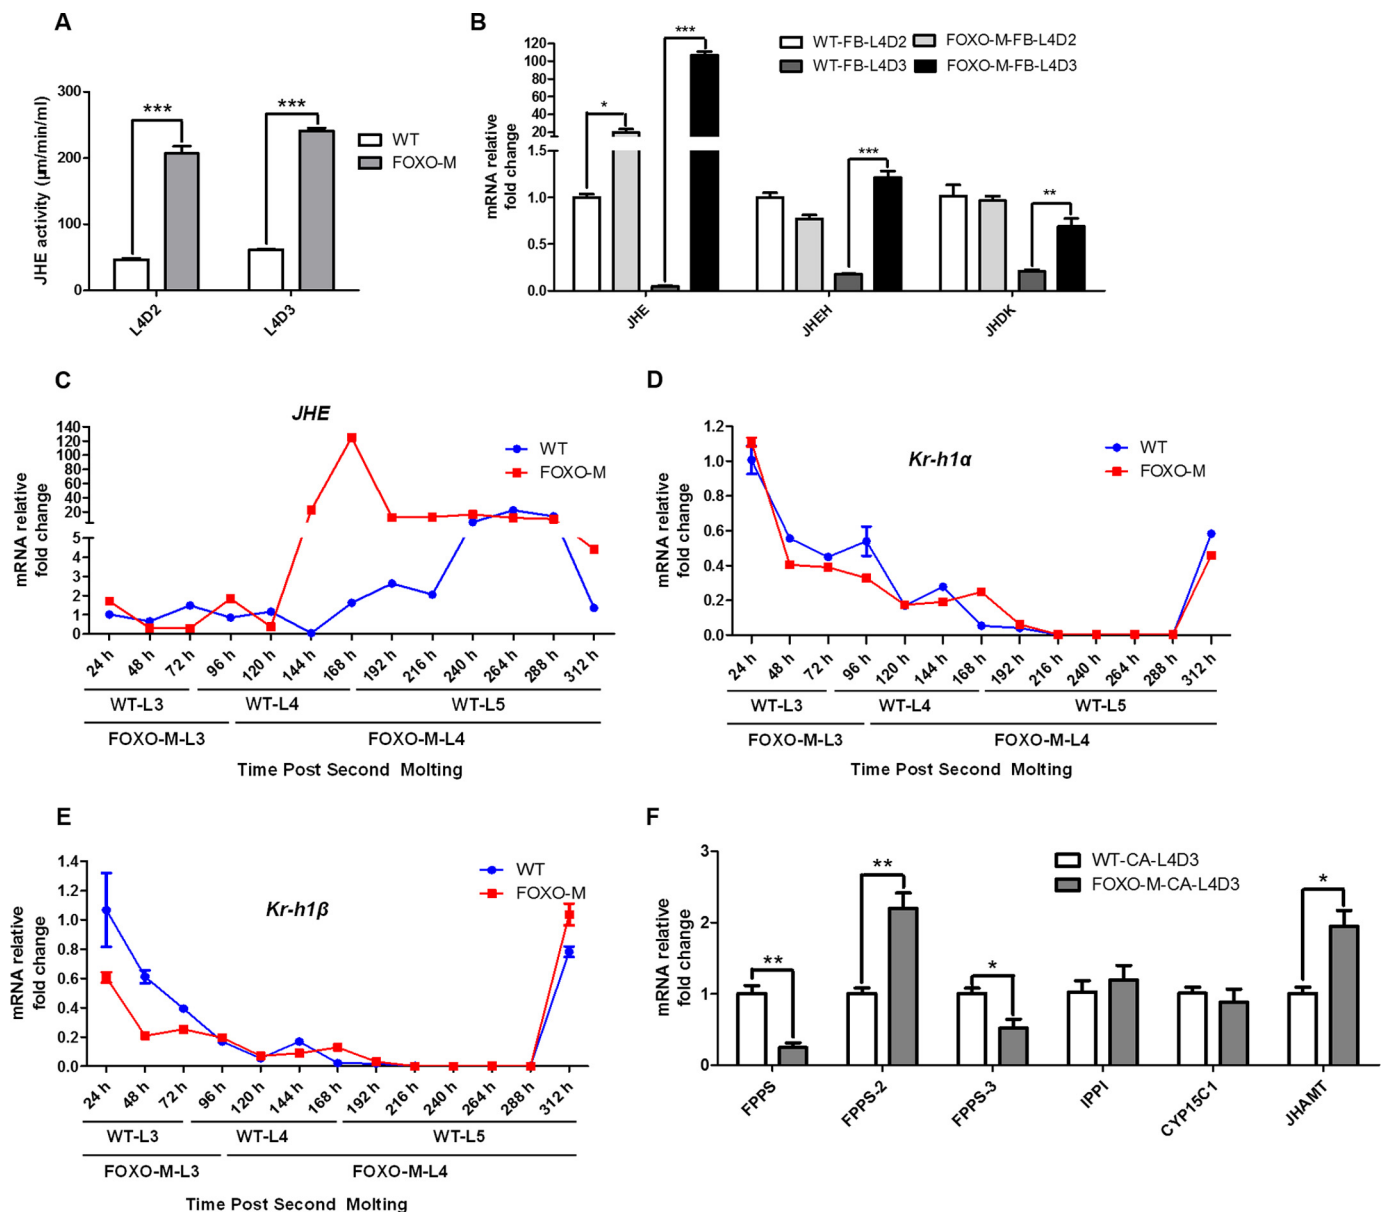 A
JHE activity (μm/min/ml)
300
200
100
0
***
***
WT
FOXO-M
L4D2
L4D3
B
mRNA relative
fold change
120
100
80
60
40
20
1.5
1.0
0.5
0.0
*
***
***
**
WT-FB-L4D2
FOXO-M-FB-L4D2
WT-FB-L4D3
FOXO-M-FB-L4D3
JHE
JHEH
JHDK
C
JHE
mRNA relative
fold change
140
120
100
80
60
40
20
5
4
3
2
1
0
WT
FOXO-M
24 h
48 h
72 h
96 h
120 h
144 h
168 h
192 h
216 h
240 h
264 h
288 h
312 h
WT-L3
WT-L4
WT-L5
FOXO-M-L3
FOXO-M-L4
Time Post Second Molting
D
Kr-h1α
mRNA relative
fold change
1.2
1.0
0.8
0.6
0.4
0.2
0.0
WT
FOXO-M
24 h
48 h
72 h
96 h
120 h
144 h
168 h
192 h
216 h
240 h
264 h
288 h
312 h
WT-L3
WT-L4
WT-L5
FOXO-M-L3
FOXO-M-L4
Time Post Second Molting
E
Kr-h1β
mRNA relative
fold change
1.4
1.2
1.0
0.8
0.6
0.4
0.2
0.0
WT
FOXO-M
24 h
48 h
72 h
96 h
120 h
144 h
168 h
192 h
216 h
240 h
264 h
288 h
312 h
WT-L3
WT-L4
WT-L5
FOXO-M-L3
FOXO-M-L4
Time Post Second Molting
F
mRNA relative
fold change
3
2
1
0
**
**
*
*
WT-CA-L4D3
FOXO-M-CA-L4D3
FPPS
FPPS-2
FPPS-3
IPPI
CYP15C1
JHAMT